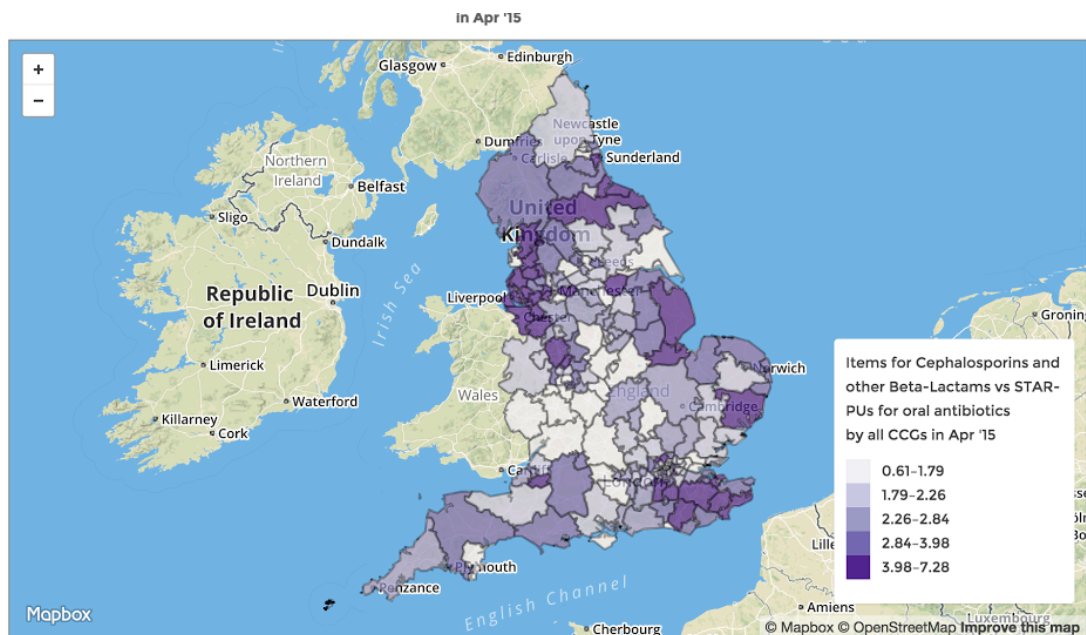 in Apr '15
+
−
Glasgow
Edinburgh
Newcastle
upon Tyne
Dumfries
Carlisle
Sunderland
Northern
Ireland
Belfast
Sligo
Dundalk
United
Kingdom
Leeds
Irish Sea
Republic
of Ireland
Dublin
Liverpool
Manchester
Chester
Groning
Limerick
Waterford
Wales
England
Norwich
Killarney
Cork
Cambridge
Cardiff
London
Plymouth
Penzance
English Channel
Cherbourg
Lille
Amiens
Luxembourg
Items for Cephalosporins and
other Beta-Lactams vs STAR-
PUs for oral antibiotics
by all CCGs in Apr '15
0.61–1.79
1.79–2.26
2.26–2.84
2.84–3.98
3.98–7.28
Mapbox
© Mapbox © OpenStreetMap Improve this map